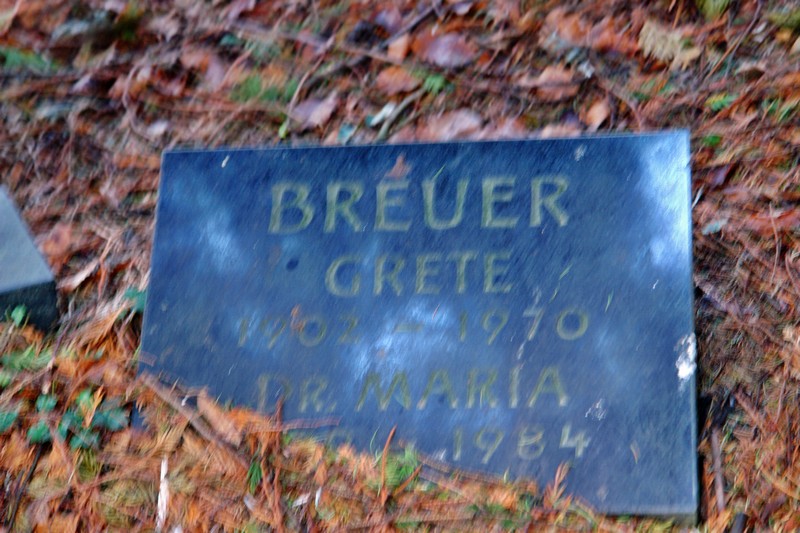 BREUER
GRETE
1902 – 1970
DR. MARIA
1984